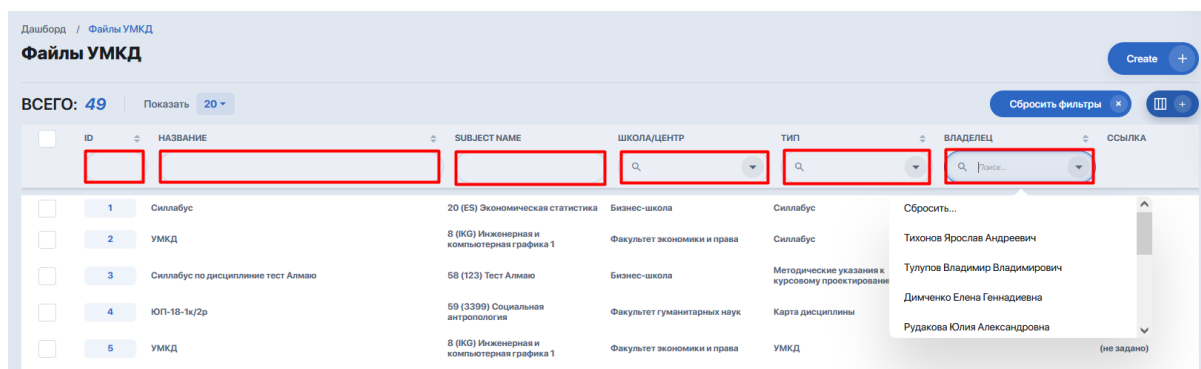 Дашборд / Файлы УМКД
Файлы УМКД
Create +
ВСЕГО: 49 Показать 20
Сбросить фильтры × +
ID НАЗВАНИЕ SUBJECT NAME ШКОЛА/ЦЕНТР ТИП ВЛАДЕЛЕЦ ССЫЛКА
Поиск...
1 Силлабус 20 (ES) Экономическая статистика Бизнес-школа Силлабус
Сбросить...
2 УМКД 8 (IKG) Инженерная и
компьютерная графика 1 Факультет экономики и права Силлабус
Тихонов Ярослав Андреевич
3 Силлабус по дисциплине тест Алмаю 58 (123) Тест Алмаю Бизнес-школа Методические указания к
курсовому проектировани
Тулупов Владимир Владимирович
Димченко Елена Геннадиевна
4 ЮП-18-1к/2р 59 (3399) Социальная
антропология Факультет гуманитарных наук Карта дисциплины
Рудакова Юлия Александровна
5 УМКД 8 (IKG) Инженерная и
компьютерная графика 1 Факультет экономики и права УМКД (не задано)